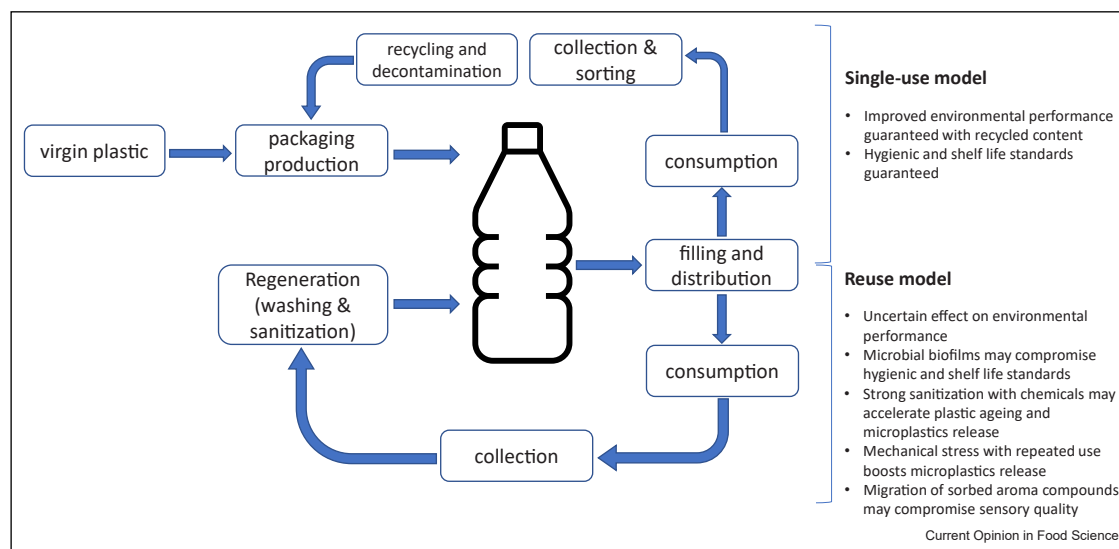 recycling and
decontamination
collection &
sorting
virgin plastic
packaging
production
consumption
filling and
distribution
Regeneration
(washing &
sanitization)
consumption
collection
Single-use model
• Improved environmental performance
guaranteed with recycled content
• Hygienic and shelf life standards
guaranteed
Reuse model
• Uncertain effect on environmental
performance
• Microbial biofilms may compromise
hygienic and shelf life standards
• Strong sanitization with chemicals may
accelerate plastic ageing and
microplastics release
• Mechanical stress with repeated use
boosts microplastics release
• Migration of sorbed aroma compounds
may compromise sensory quality
Current Opinion in Food Science